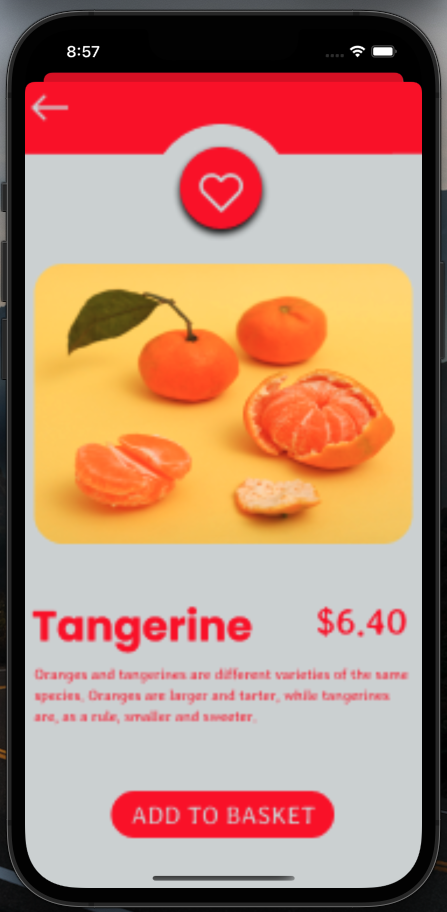 8:57
Tangerine
$6.40
Oranges and tangerines are different varieties of the same
species. Oranges are larger and tarter, while tangerines
are, as a rule, smaller and sweeter.
ADD TO BASKET